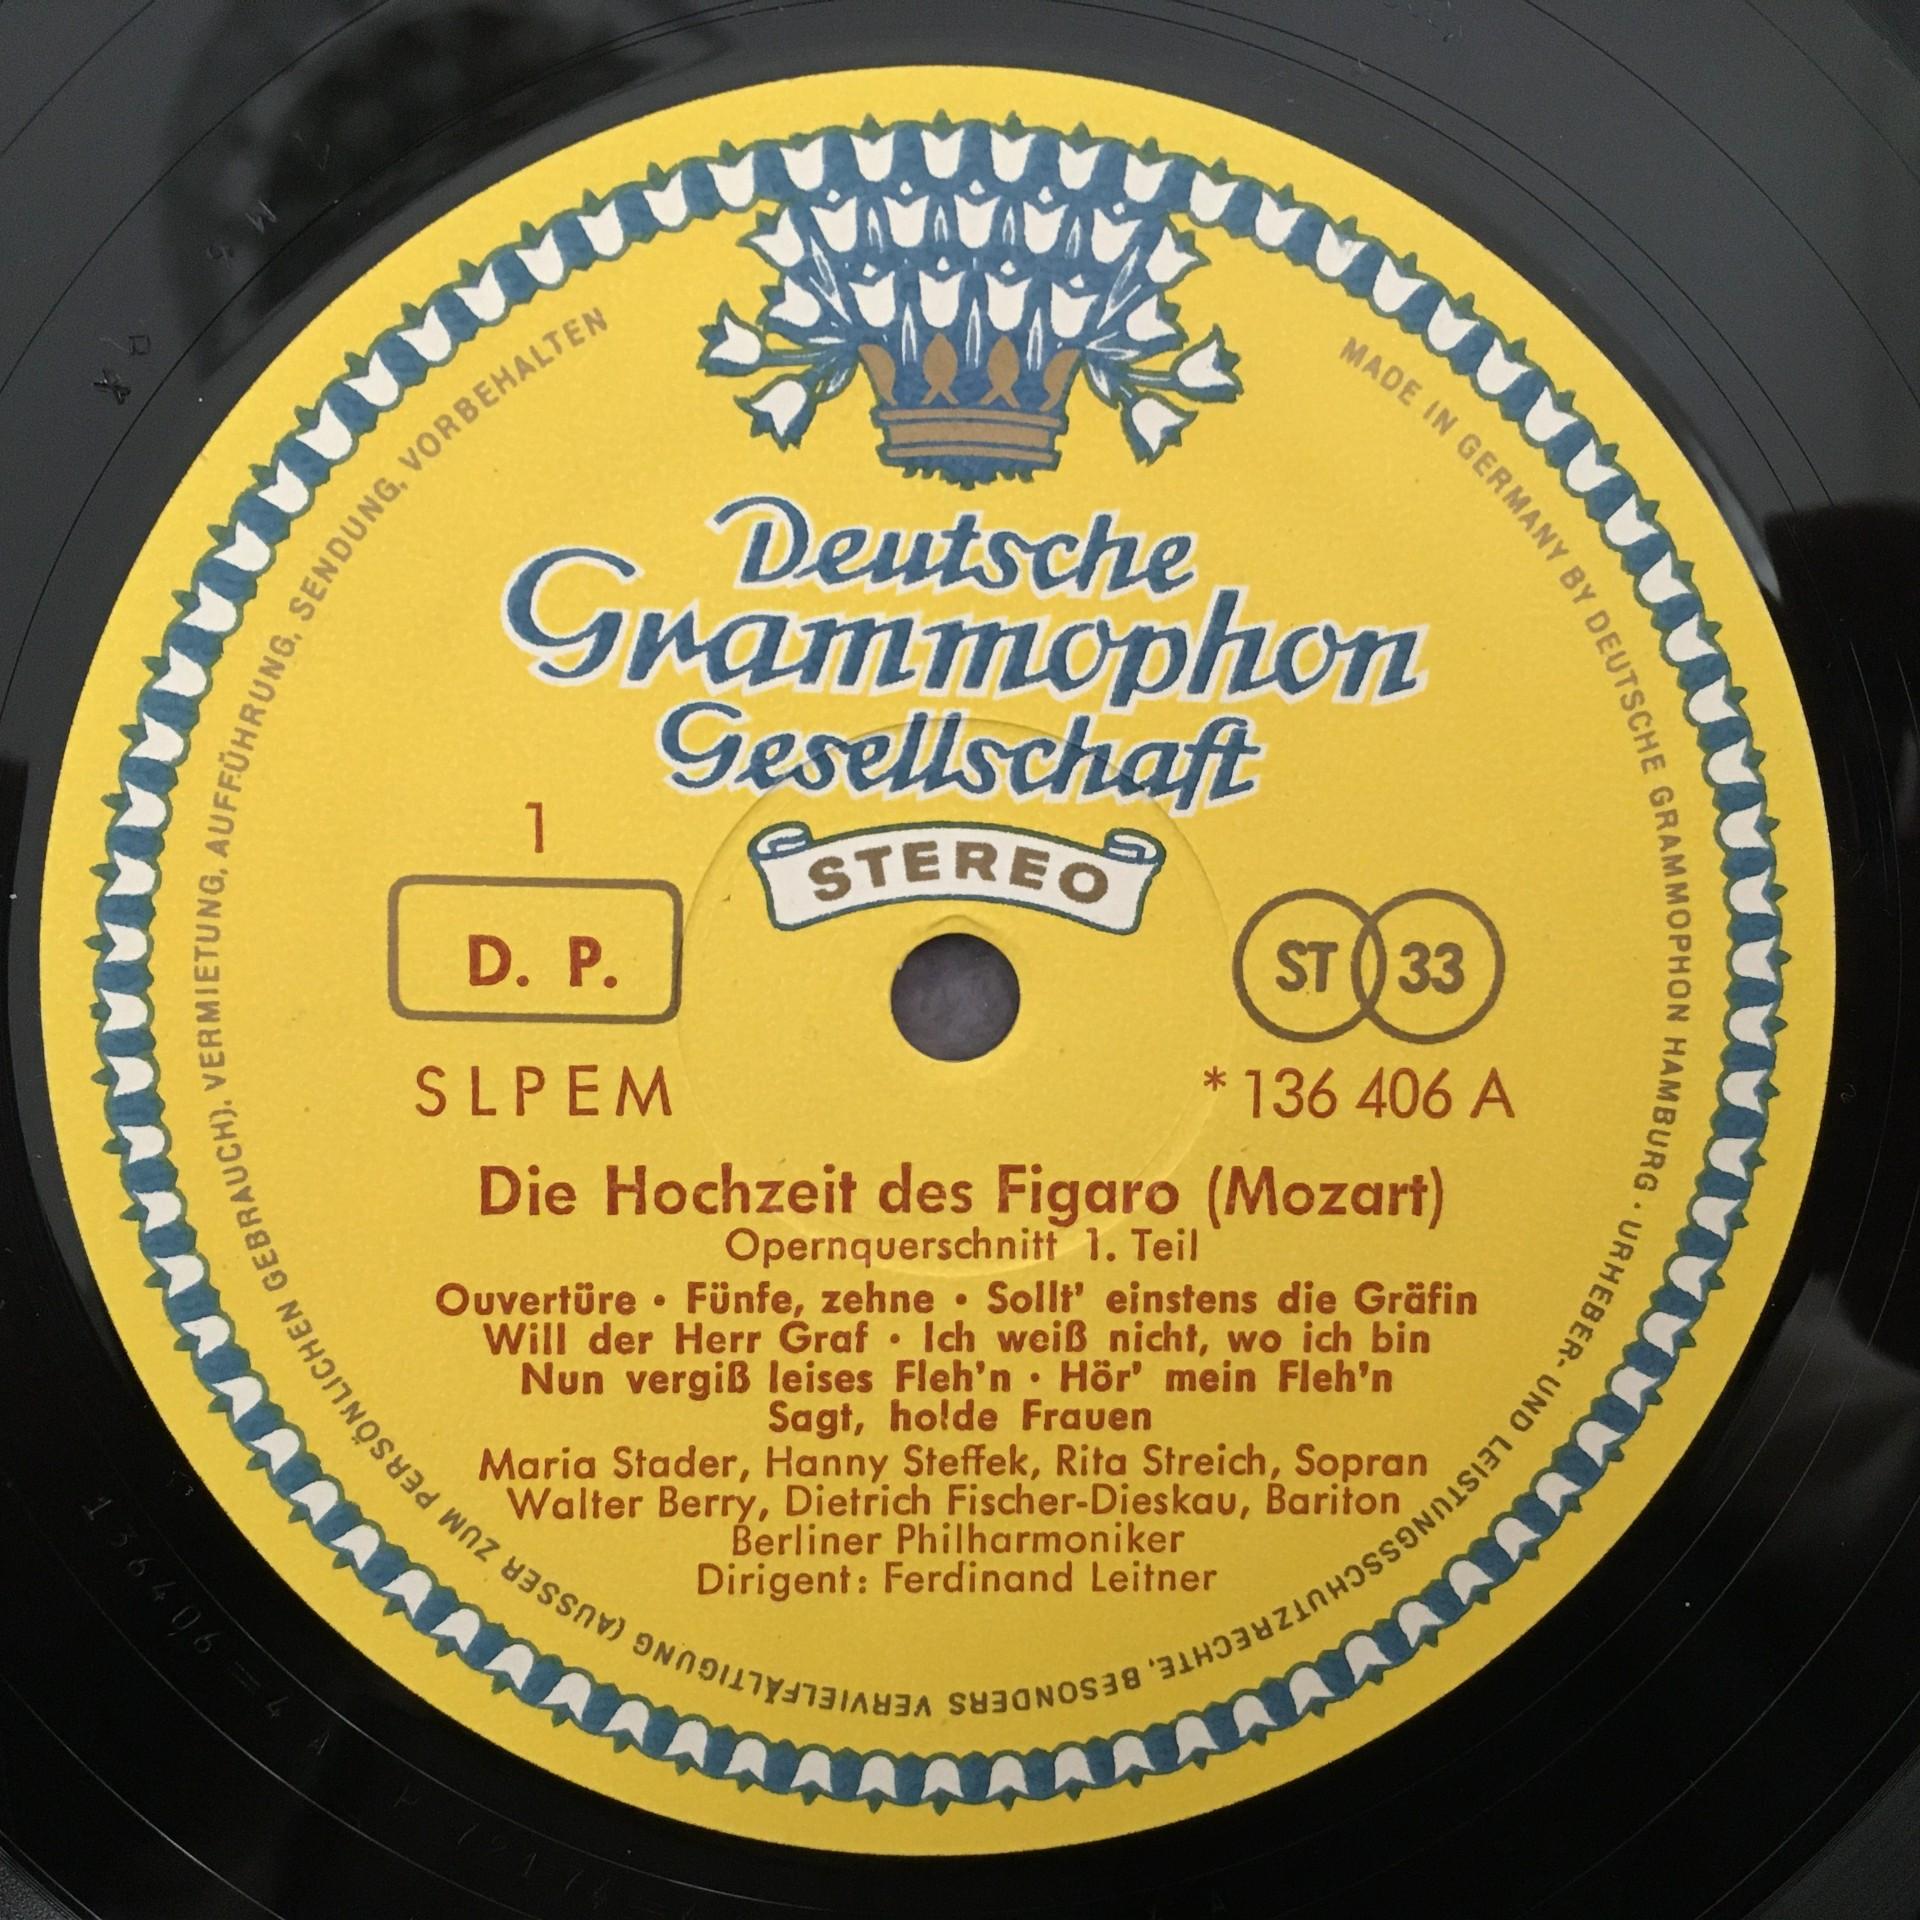 MADE IN GERMANY BY DEUTSCHE GRAMMOPHON HAMBURG · URHEBER- UND LEISTUNGSSCHUTZRECHTE, BESONDERS VERVIELFÄLTIGUNG (AUSSER ZUM PERSÖNLICHEN GEBRAUCH), VERMIETUNG, AUFFÜHRUNG, SENDUNG, VORBEHALTEN
Deutsche
Grammophon
Gesellschaft
STEREO
1
D. P.
ST 33
SLPEM
* 136 406 A
Die Hochzeit des Figaro (Mozart)
Opernquerschnitt 1. Teil
Ouvertüre • Fünfe, zehne • Sollt' einstens die Gräfin
Will der Herr Graf • Ich weiß nicht, wo ich bin
Nun vergiß leises Fleh'n • Hör' mein Fleh'n
Sagt, holde Frauen
Maria Stader, Hanny Steffek, Rita Streich, Sopran
Walter Berry, Dietrich Fischer-Dieskau, Bariton
Berliner Philharmoniker
Dirigent: Ferdinand Leitner
136406 = 4 A